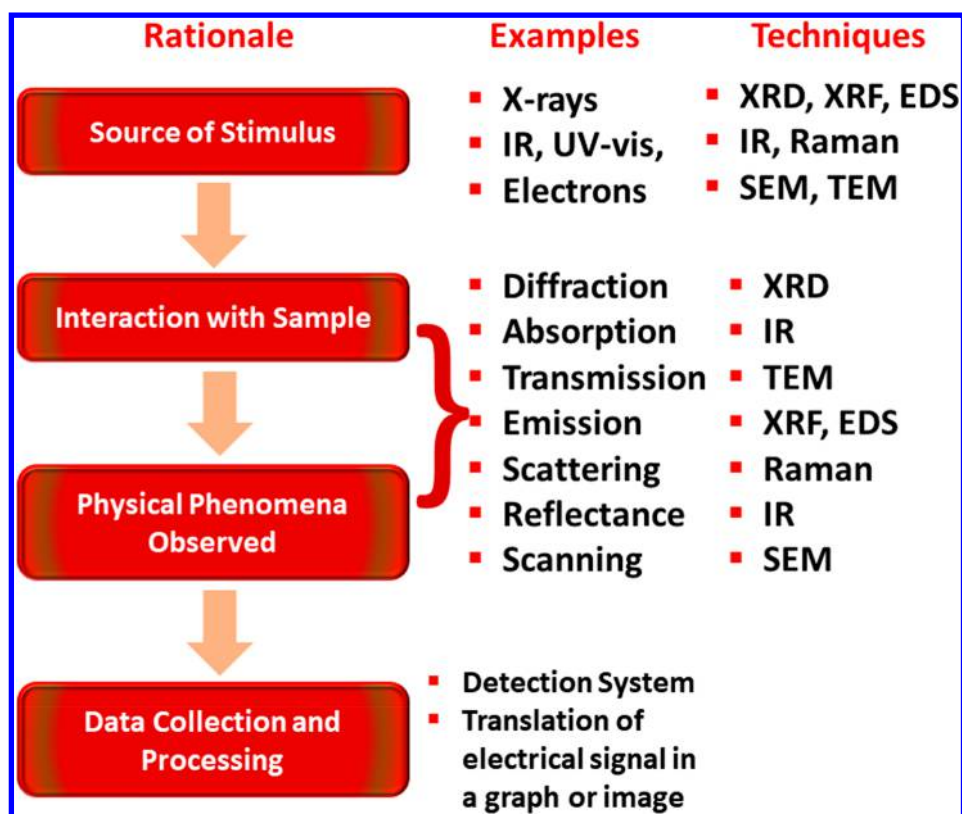 Rationale Examples Techniques
Source of Stimulus
▪ X-rays ▪ XRD, XRF, EDS
▪ IR, UV-vis, ▪ IR, Raman
▪ Electrons ▪ SEM, TEM
Interaction with Sample
▪ Diffraction ▪ XRD
▪ Absorption ▪ IR
▪ Transmission ▪ TEM
▪ Emission ▪ XRF, EDS
▪ Scattering ▪ Raman
▪ Reflectance ▪ IR
▪ Scanning ▪ SEM
Physical Phenomena
Observed
Data Collection and
Processing
▪ Detection System
▪ Translation of
electrical signal in
a graph or image